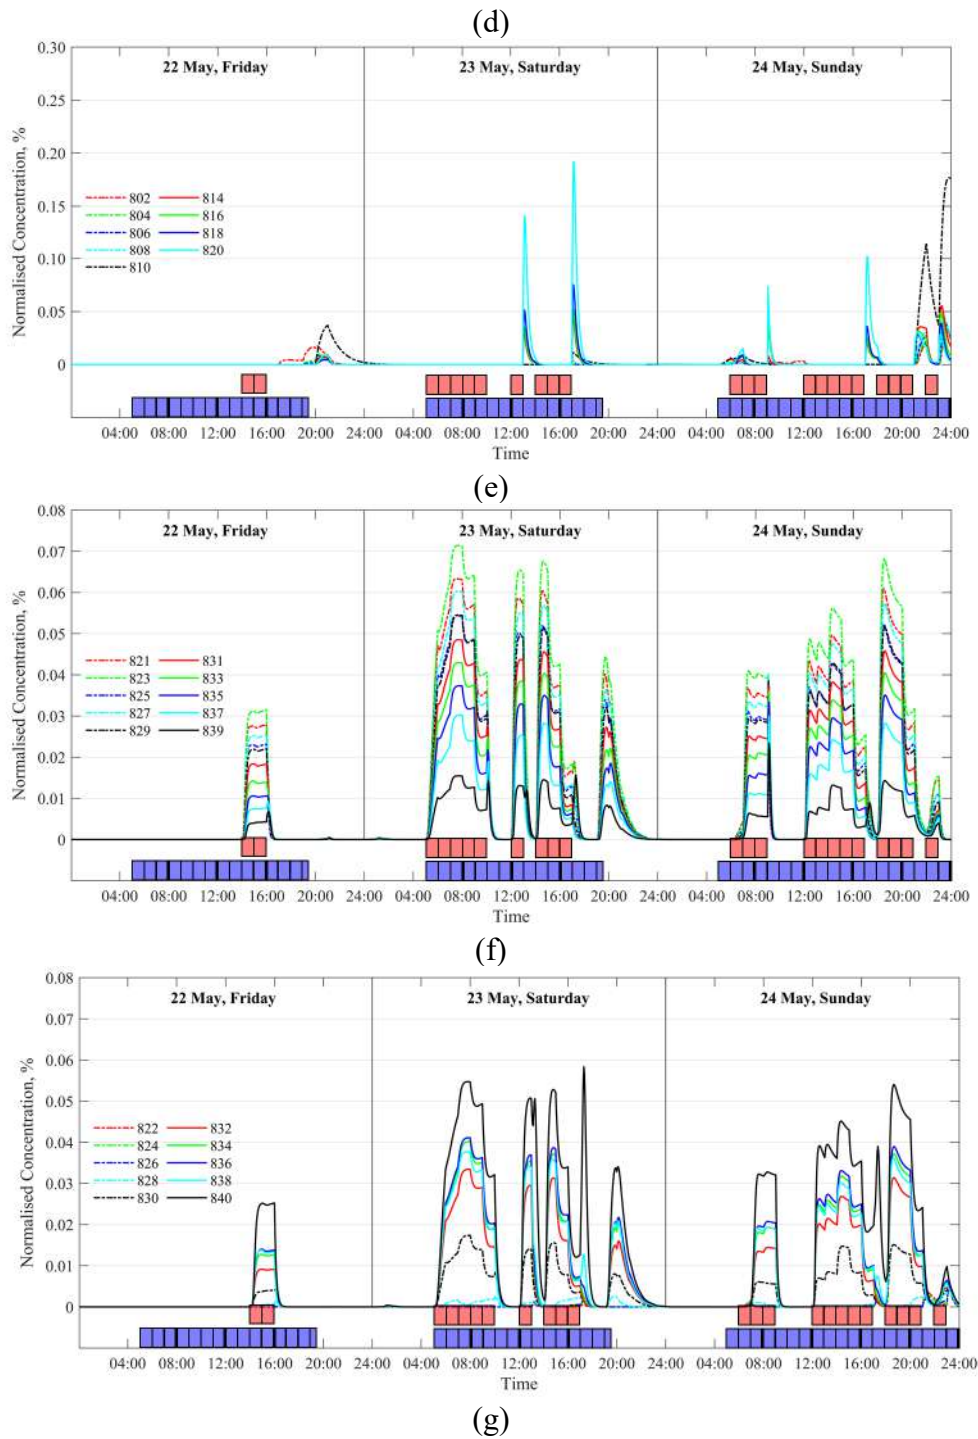 (d)
0.30
22 May, Friday
23 May, Saturday
24 May, Sunday
0.25
0.20
802 814
804 816
806 818
808 820
810
0.15
0.10
0.05
0
Normalised Concentration, %
04:00 08:00 12:00 16:00 20:00 24:00 04:00 08:00 12:00 16:00 20:00 24:00 04:00 08:00 12:00 16:00 20:00 24:00
Time
(e)
0.08
22 May, Friday
23 May, Saturday
24 May, Sunday
0.07
0.06
0.05
821 831
823 833
825 835
827 837
829 839
0.04
0.03
0.02
0.01
0
Normalised Concentration, %
04:00 08:00 12:00 16:00 20:00 24:00 04:00 08:00 12:00 16:00 20:00 24:00 04:00 08:00 12:00 16:00 20:00 24:00
Time
(f)
0.08
22 May, Friday
23 May, Saturday
24 May, Sunday
0.07
0.06
0.05
822 832
824 834
826 836
828 838
830 840
0.04
0.03
0.02
0.01
0
Normalised Concentration, %
04:00 08:00 12:00 16:00 20:00 24:00 04:00 08:00 12:00 16:00 20:00 24:00 04:00 08:00 12:00 16:00 20:00 24:00
Time
(g)